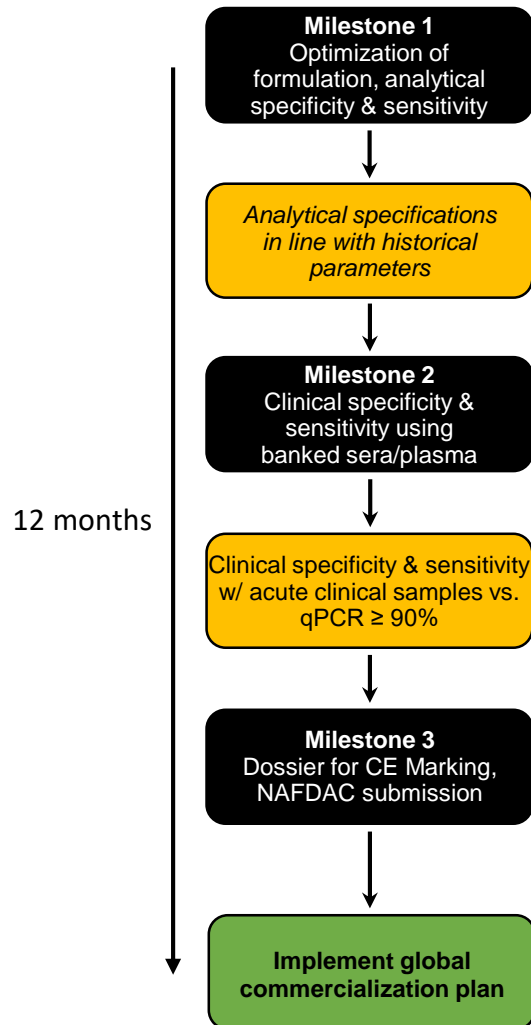 Milestone 1
Optimization of
formulation, analytical
specificity & sensitivity
Analytical specifications
in line with historical
parameters
Milestone 2
Clinical specificity &
sensitivity using
banked sera/plasma
12 months
Clinical specificity & sensitivity
w/ acute clinical samples vs.
qPCR ≥ 90%
Milestone 3
Dossier for CE Marking,
NAFDAC submission
Implement global
commercialization plan